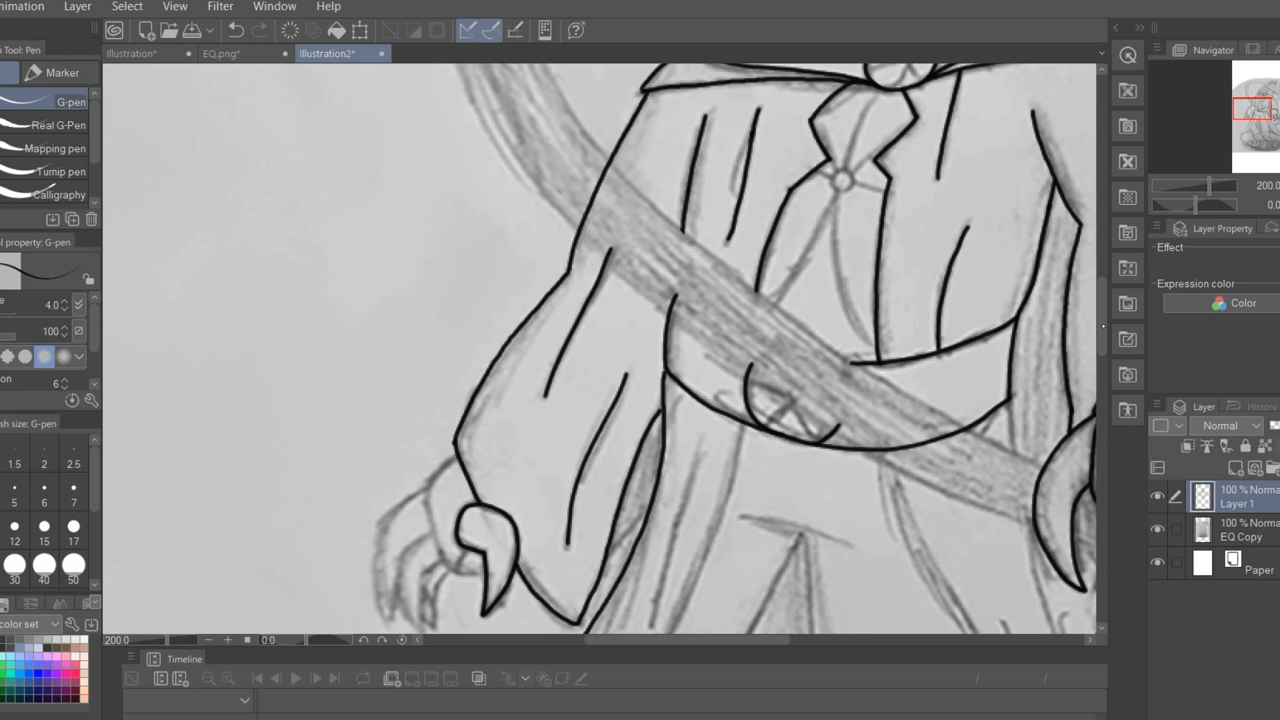 nimation Layer Select View Filter Window Help
Illustration* EQ.png* Illustration2*
Tool: Pen
Marker
G-pen
Real G-Pen
Mapping pen
Turnip pen
Calligraphy
l property: G-pen
4.0
100
on 6
sh size: G-pen
1.5 2 2.5
5 6 7
12 15 17
30 40 50
color set
200.0 0.0
Timeline
Navigator
200.
0.
Layer Property
Effect
Expression color
Color
Layer History
Normal
100 % Norma
Layer 1
100 % Norma
EQ Copy
Paper